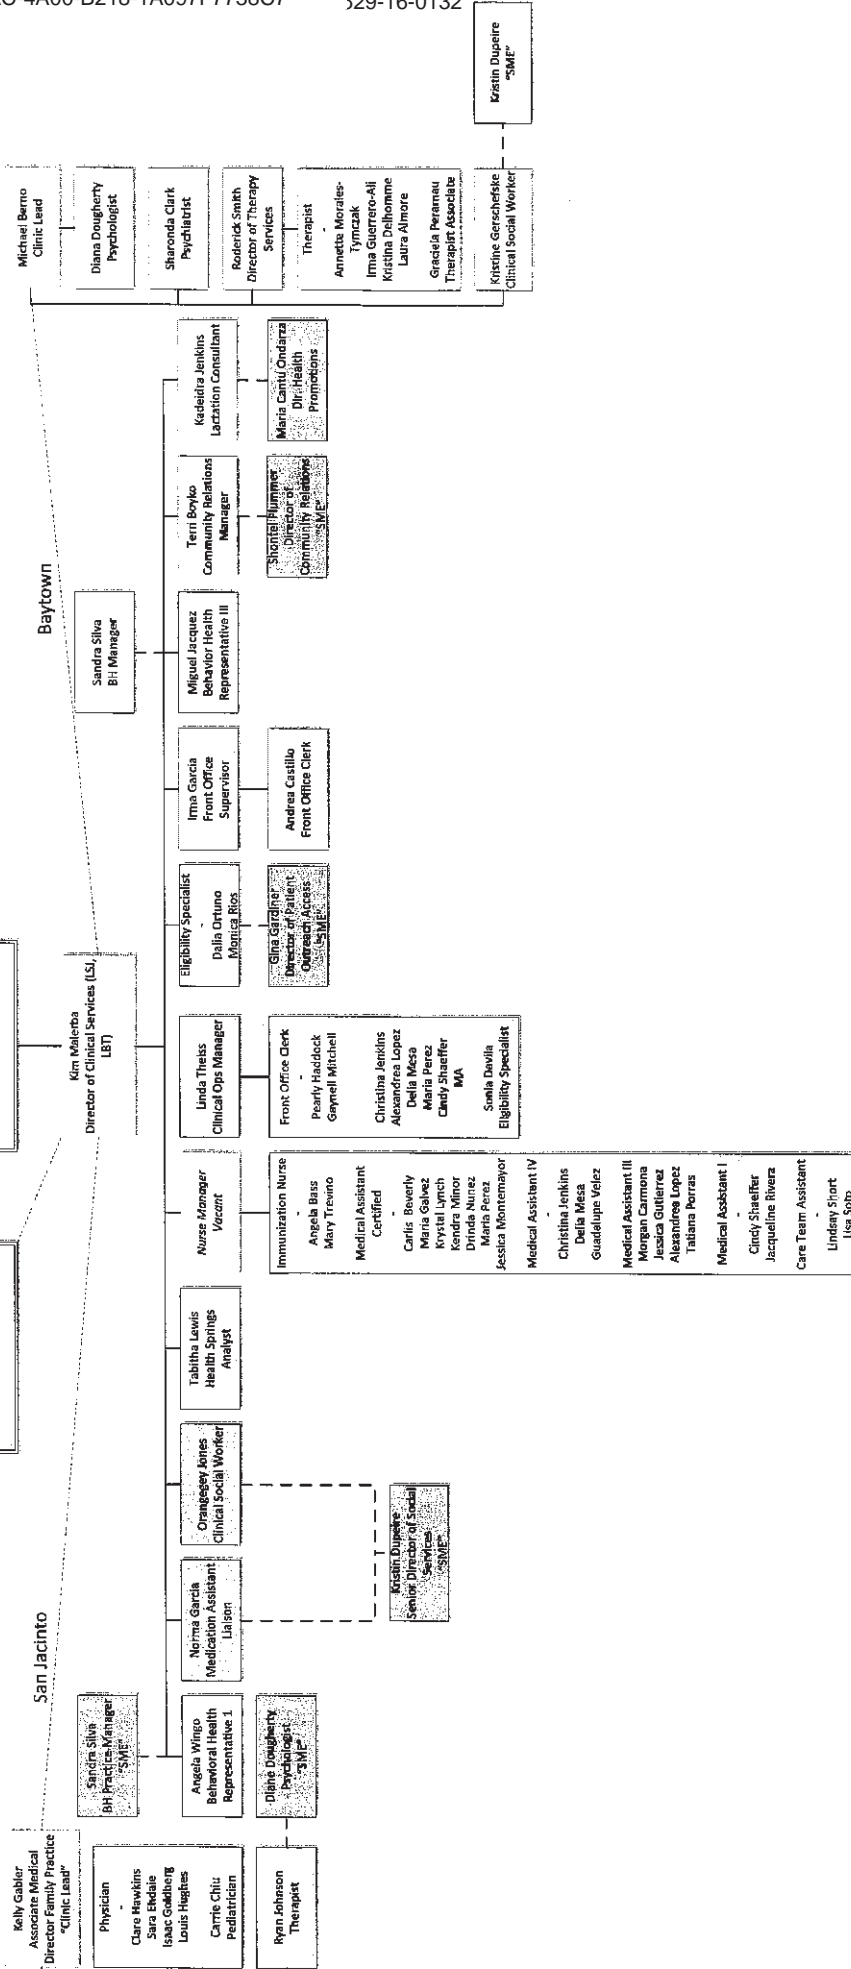 529-16-0132
San Jacinto
Baytown
Kelly Gabler
Associate Medical
Director Family Practice
"Clinic Lead"
Physician
-
Clare Hawkins
Sara Ehdaie
Isaac Goldberg
Louis Hughes
Carrie Chiu
Pediatrician
Ryan Johnson
Therapist
Sandra Silva
BH Practice Manager
"SME"
Angela Wingo
Behavioral Health
Representative 1
Diane Dougherty
Psychologist
"SME"
Norma Garcia
Medication Assistant
Liaison
Orangegey Jones
Clinical Social Worker
Kristin Dupeire
Senior Director of Social
Services
"SME"
Tabitha Lewis
Health Springs
Analyst
Kim Malerba
Director of Clinical Services (LSJ,
LBT)
Nurse Manager
Vacant
Immunization Nurse
-
Angela Bass
Mary Trevino
Medical Assistant
Certified
-
Carlis Beverly
Maria Galvez
Krystal Lynch
Kendra Minor
Drinda Nunez
Maria Perez
Jessica Montemayor
Medical Assistant IV
-
Christina Jenkins
Delia Mesa
Guadalupe Velez
Medical Assistant III
Morgan Carmona
Jessica Gutierrez
Alexandrea Lopez
Tatiana Porras
Medical Assistant I
-
Cindy Shaeffer
Jacqueline Rivera
Care Team Assistant
-
Lindsay Short
Lisa Soto
Linda Theiss
Clinical Ops Manager
Front Office Clerk
-
Pearly Haddock
Gaynell Mitchell
Christina Jenkins
Alexandrea Lopez
Delia Mesa
Maria Perez
Cindy Shaeffer
MA
Sonia Davila
Eligibility Specialist
Eligibility Specialist
-
Dalia Ortuno
Monica Rios
Gina Gardiner
Director of Patient
Outreach Access
"SME"
Irma Garcia
Front Office
Supervisor
Andrea Castillo
Front Office Clerk
Sandra Silva
BH Manager
Miguel Jacquez
Behavior Health
Representative III
Terri Boyko
Community Relations
Manager
Shontel Plummer
Director of
Community Relations
"SME"
Kadeidra Jenkins
Lactation Consultant
Maria Cantu Ondarza
Dir. Health
Promotions
Michael Berno
Clinic Lead
Diana Dougherty
Psychologist
Sharonda Clark
Psychiatrist
Roderick Smith
Director of Therapy
Services
Therapist
-
Annette Morales-
Tymczak
Irma Guerrero-Ali
Kristina Delhomme
Laura Almore
Graciela Perarnau
Therapist Associate
Kristine Gerschefske
Clinical Social Worker
Kristin Dupeire
"SME"